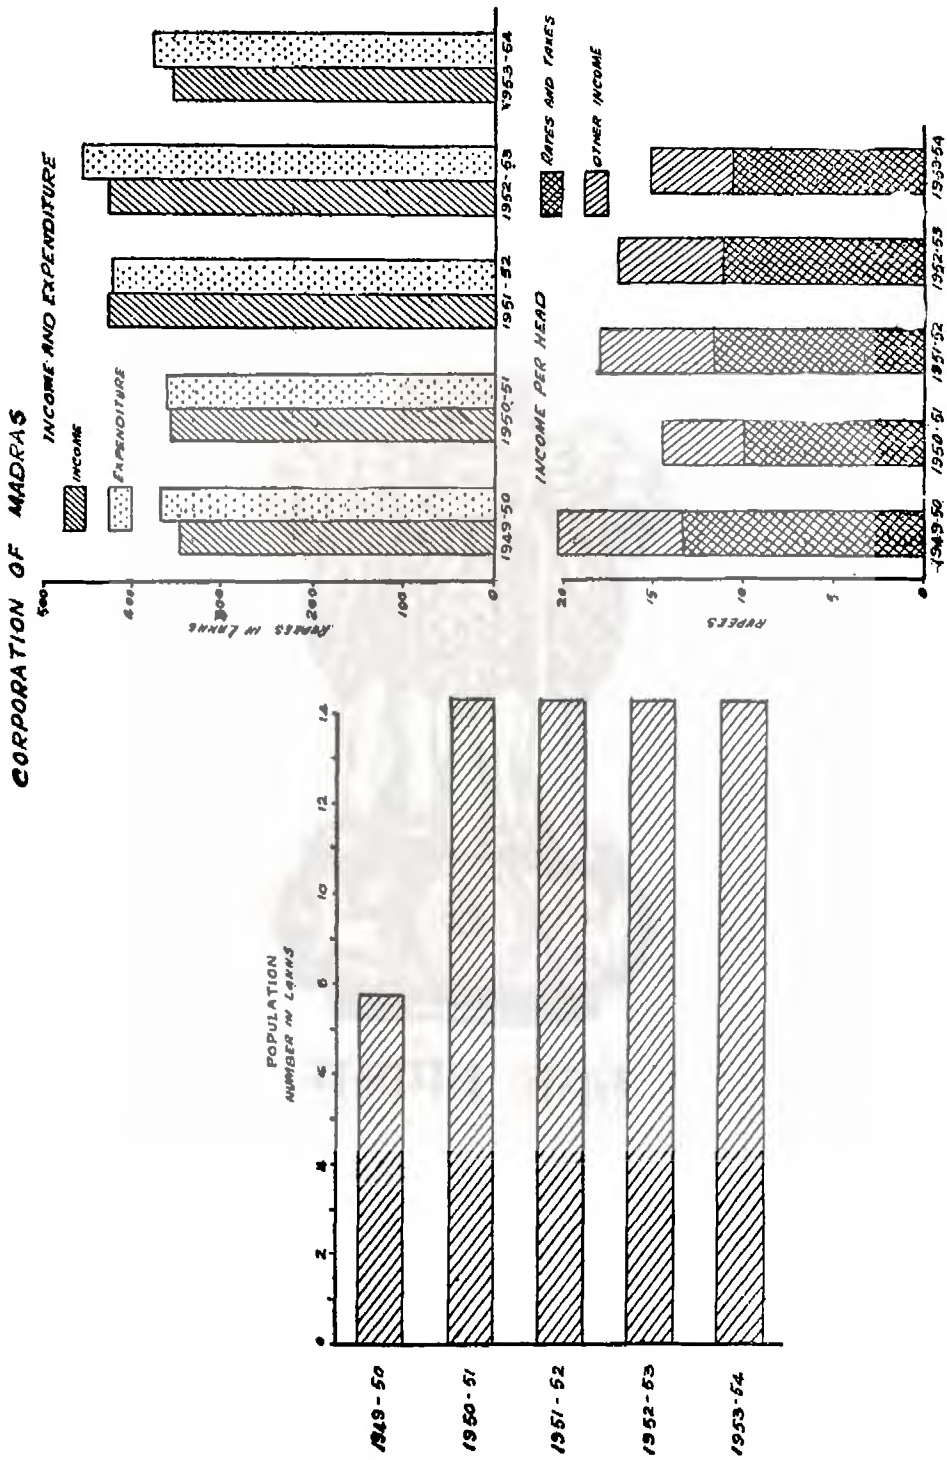 CORPORATION OF MADRAS
POPULATION
NUMBER IN LAKHS
0 2 4 6 8 10 12 14
1949-50
1950-51
1951-52
1952-53
1953-54
INCOME AND EXPENDITURE
INCOME
EXPENDITURE
RUPEES IN LAKHS
500
400
300
200
100
0
1949-50 1950-51 1951-52 1952-53 1953-54
INCOME PER HEAD
RATES AND TAXES
OTHER INCOME
RUPEES
20
15
10
5
0
1949-50 1950-51 1951-52 1952-53 1953-54